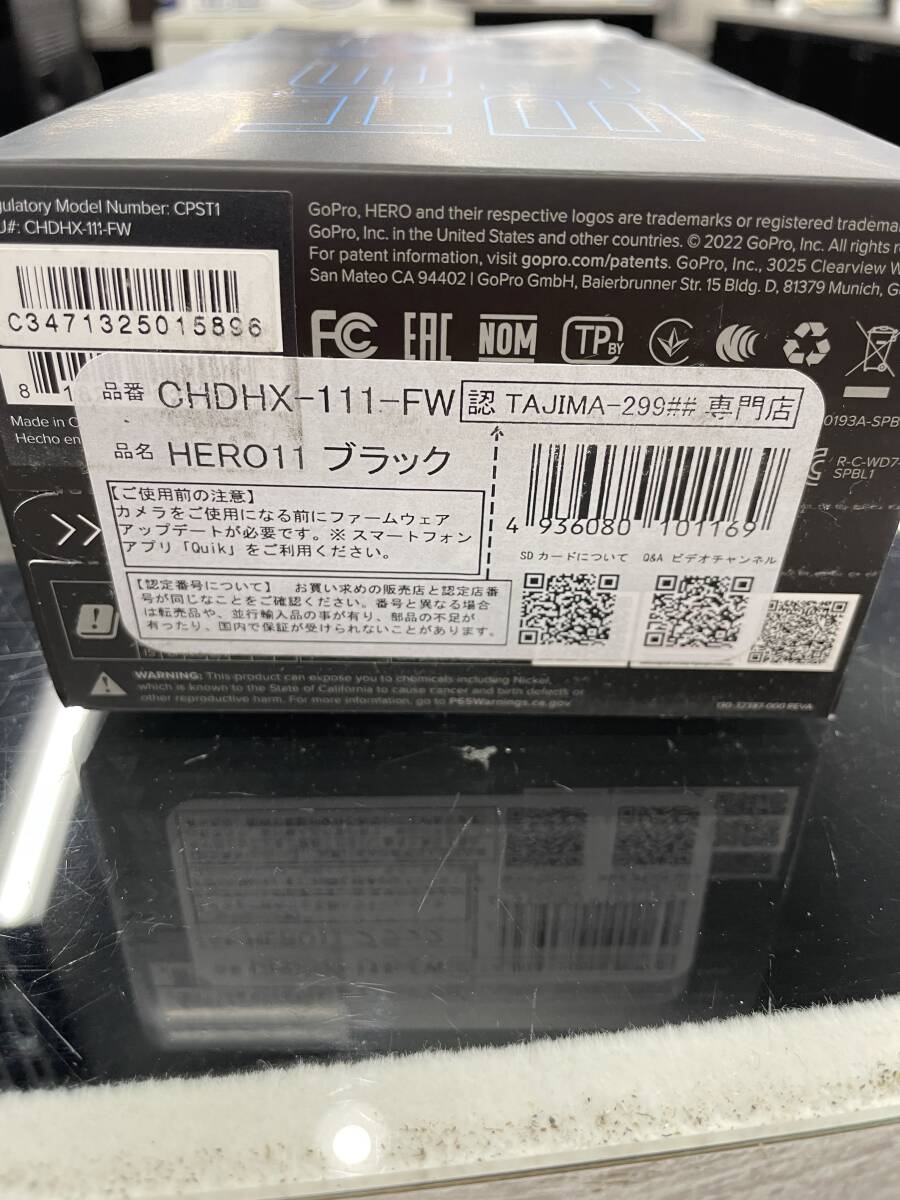 gulatory Model Number: CPST1
U#: CHDHX-111-FW
C3471325015896
GoPro, HERO and their respective logos are trademarks or registered
GoPro, Inc. in the United States and other countries. © 2022 GoPro, Inc. All rights
For patent information, visit gopro.com/patents. GoPro, Inc., 3025 Clearview
San Mateo CA 94402 | GoPro GmbH, Baierbrunner Str. 15 Bldg. D, 81379 Munich,
FC EAC NOM TP BY
品番 CHDHX-111-FW
認 TAJIMA-299## 専門店
品名 HERO11 ブラック
【ご使用前の注意】
カメラをご使用になる前にファームウェア
アップデートが必要です。※ スマートフォン
アプリ「Quik」をご利用ください。
4 936080 101169
SD カードについて
Q&A ビデオチャンネル
【認定番号について】 お買い求めの販売店と認定店番
号が同じなことをご確認ください。番号と異なる場合
は転売品や、並行輸入品の事が有り、部品の不足が
有ったり、国内で保証が受けられないことがあります。
Made in
Hecho en
0193A-SPB
R-C-WD7-
SPBL1
WARNING: This product can expose you to chemicals including Nickel,
which is known to the State of California to cause cancer and birth defects or
other reproductive harm. For more information, go to P65Warnings.ca.gov
130-32387-000 REVA